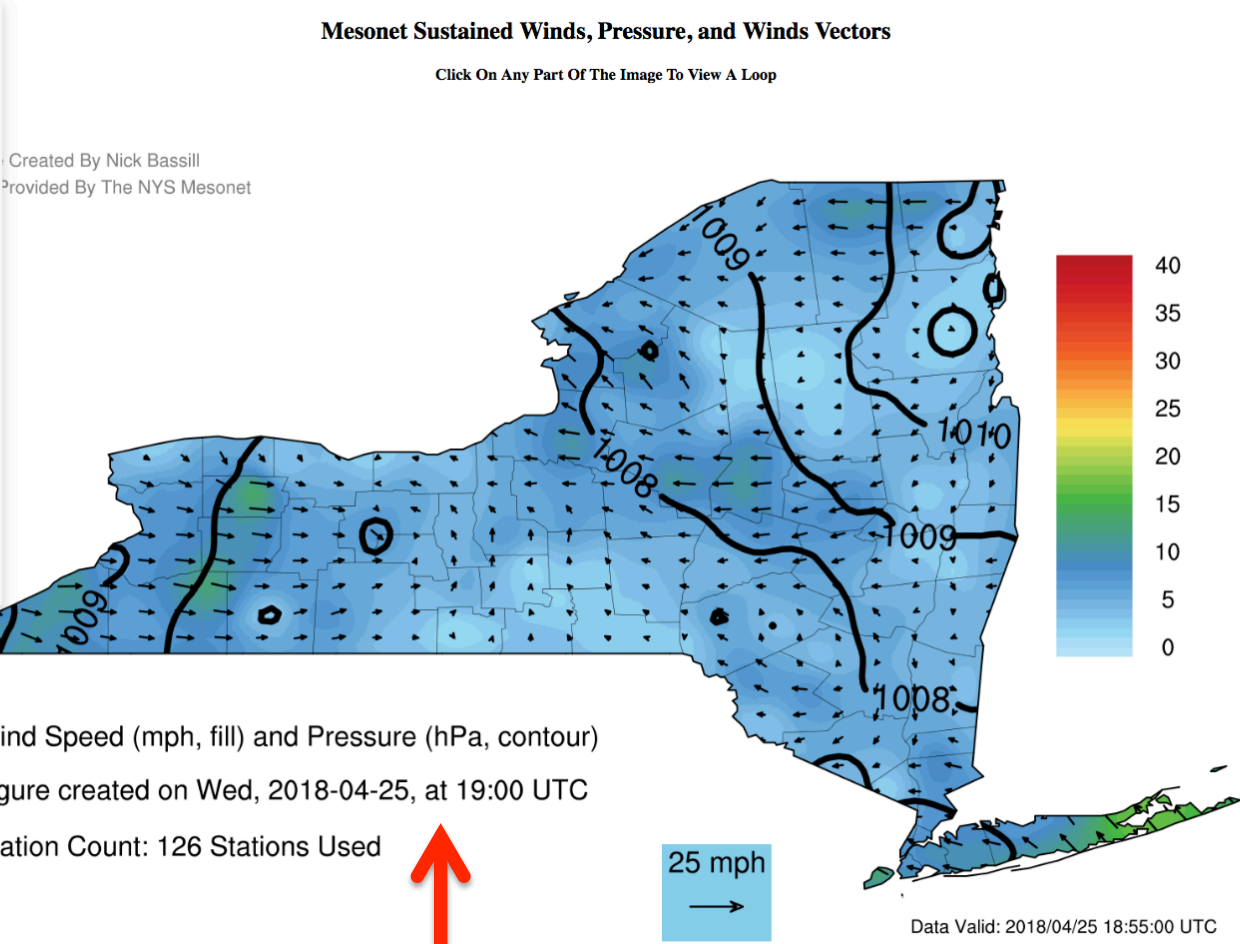 Mesonet Sustained Winds, Pressure, and Winds Vectors
Click On Any Part Of The Image To View A Loop
Created By Nick Bassill
Provided By The NYS Mesonet
1009
1010
1008
1009
1009
1008
40
35
30
25
20
15
10
5
0
ind Speed (mph, fill) and Pressure (hPa, contour)
gure created on Wed, 2018-04-25, at 19:00 UTC
ation Count: 126 Stations Used
25 mph
Data Valid: 2018/04/25 18:55:00 UTC